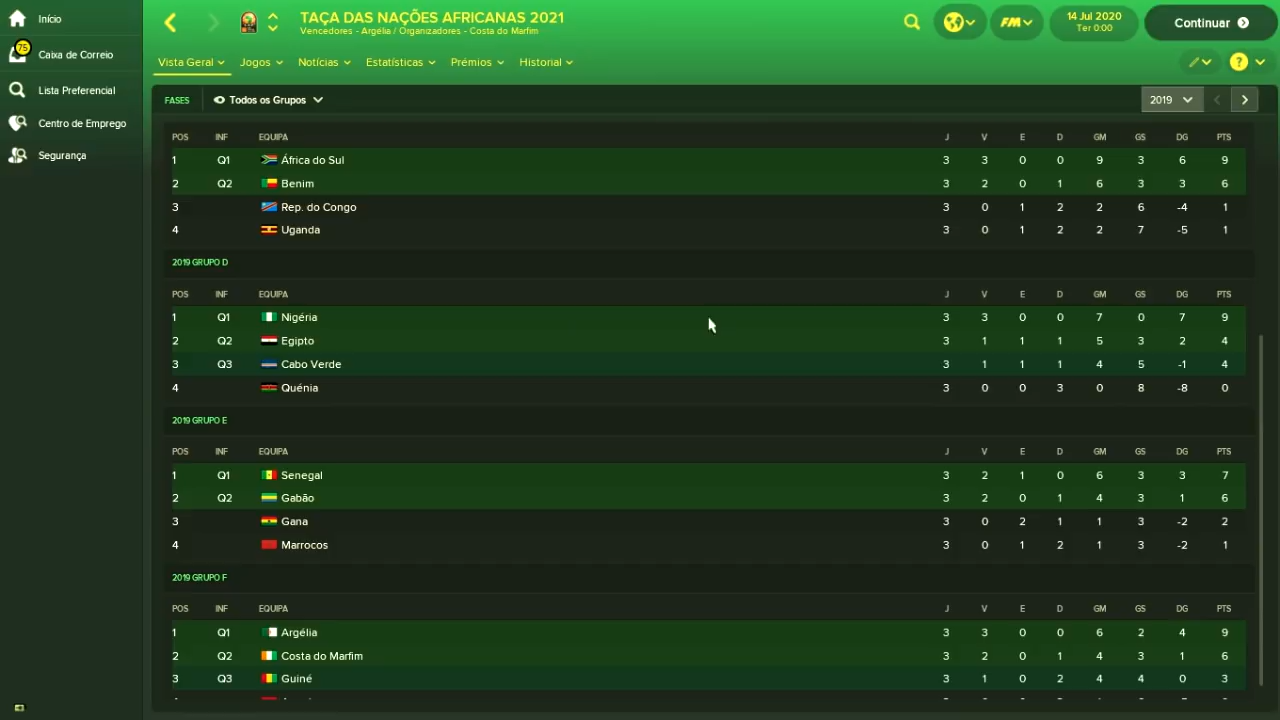 Início
75
Caixa de Correio
Lista Preferencial
Centro de Emprego
Segurança
TAÇA DAS NAÇÕES AFRICANAS 2021
Vencedores - Argélia / Organizadores - Costa do Marfim
FM
14 Jul 2020
Ter 0:00
Continuar
Vista Geral Jogos Notícias Estatísticas Prémios Historial
?
FASES Todos os Grupos 2019
POS INF EQUIPA J V E D GM GS DG PTS
1 Q1 África do Sul 3 3 0 0 9 3 6 9
2 Q2 Benim 3 2 0 1 6 3 3 6
3 Rep. do Congo 3 0 1 2 2 6 -4 1
4 Uganda 3 0 1 2 2 7 -5 1
2019 GRUPO D
POS INF EQUIPA J V E D GM GS DG PTS
1 Q1 Nigéria 3 3 0 0 7 0 7 9
2 Q2 Egipto 3 1 1 1 5 3 2 4
3 Q3 Cabo Verde 3 1 1 1 4 5 -1 4
4 Quénia 3 0 0 3 0 8 -8 0
2019 GRUPO E
POS INF EQUIPA J V E D GM GS DG PTS
1 Q1 Senegal 3 2 1 0 6 3 3 7
2 Q2 Gabão 3 2 0 1 4 3 1 6
3 Gana 3 0 2 1 1 3 -2 2
4 Marrocos 3 0 1 2 1 3 -2 1
2019 GRUPO F
POS INF EQUIPA J V E D GM GS DG PTS
1 Q1 Argélia 3 3 0 0 6 2 4 9
2 Q2 Costa do Marfim 3 2 0 1 4 3 1 6
3 Q3 Guiné 3 1 0 2 4 4 0 3